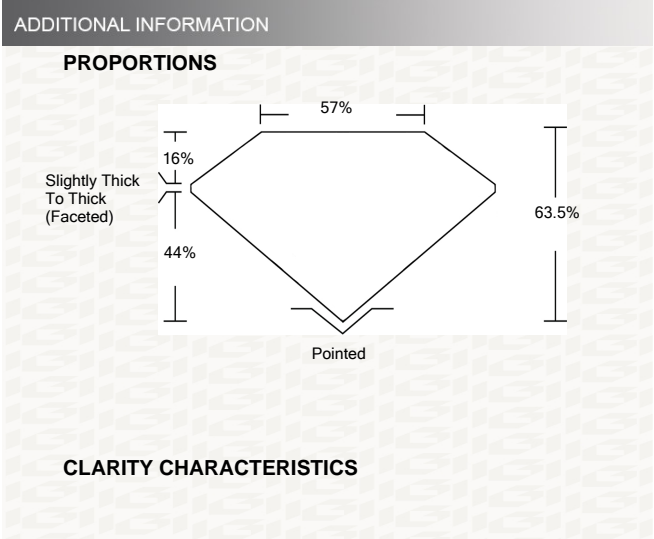 ADDITIONAL INFORMATION
PROPORTIONS
57%
16%
Slightly Thick
To Thick
(Faceted)
63.5%
44%
Pointed
CLARITY CHARACTERISTICS